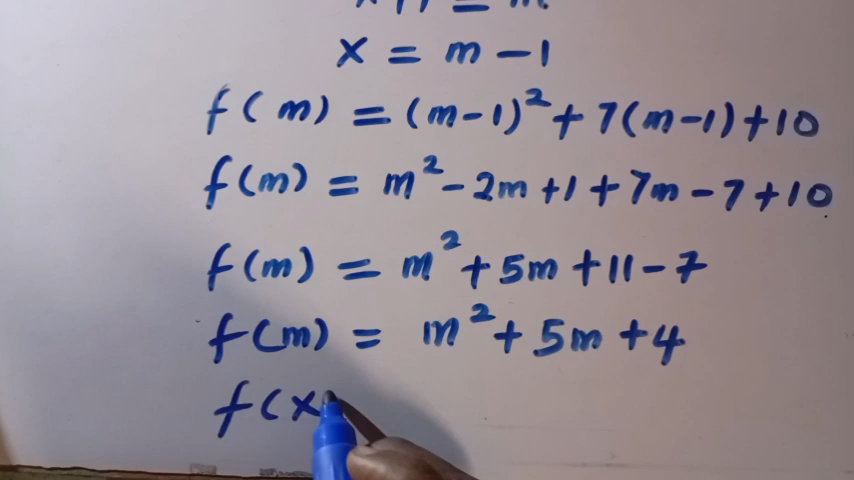 x = m - 1
f(m) = (m-1)² + 7(m-1) + 10
f(m) = m² - 2m + 1 + 7m - 7 + 10
f(m) = m² + 5m + 11 - 7
f(m) = m² + 5m + 4
f(x